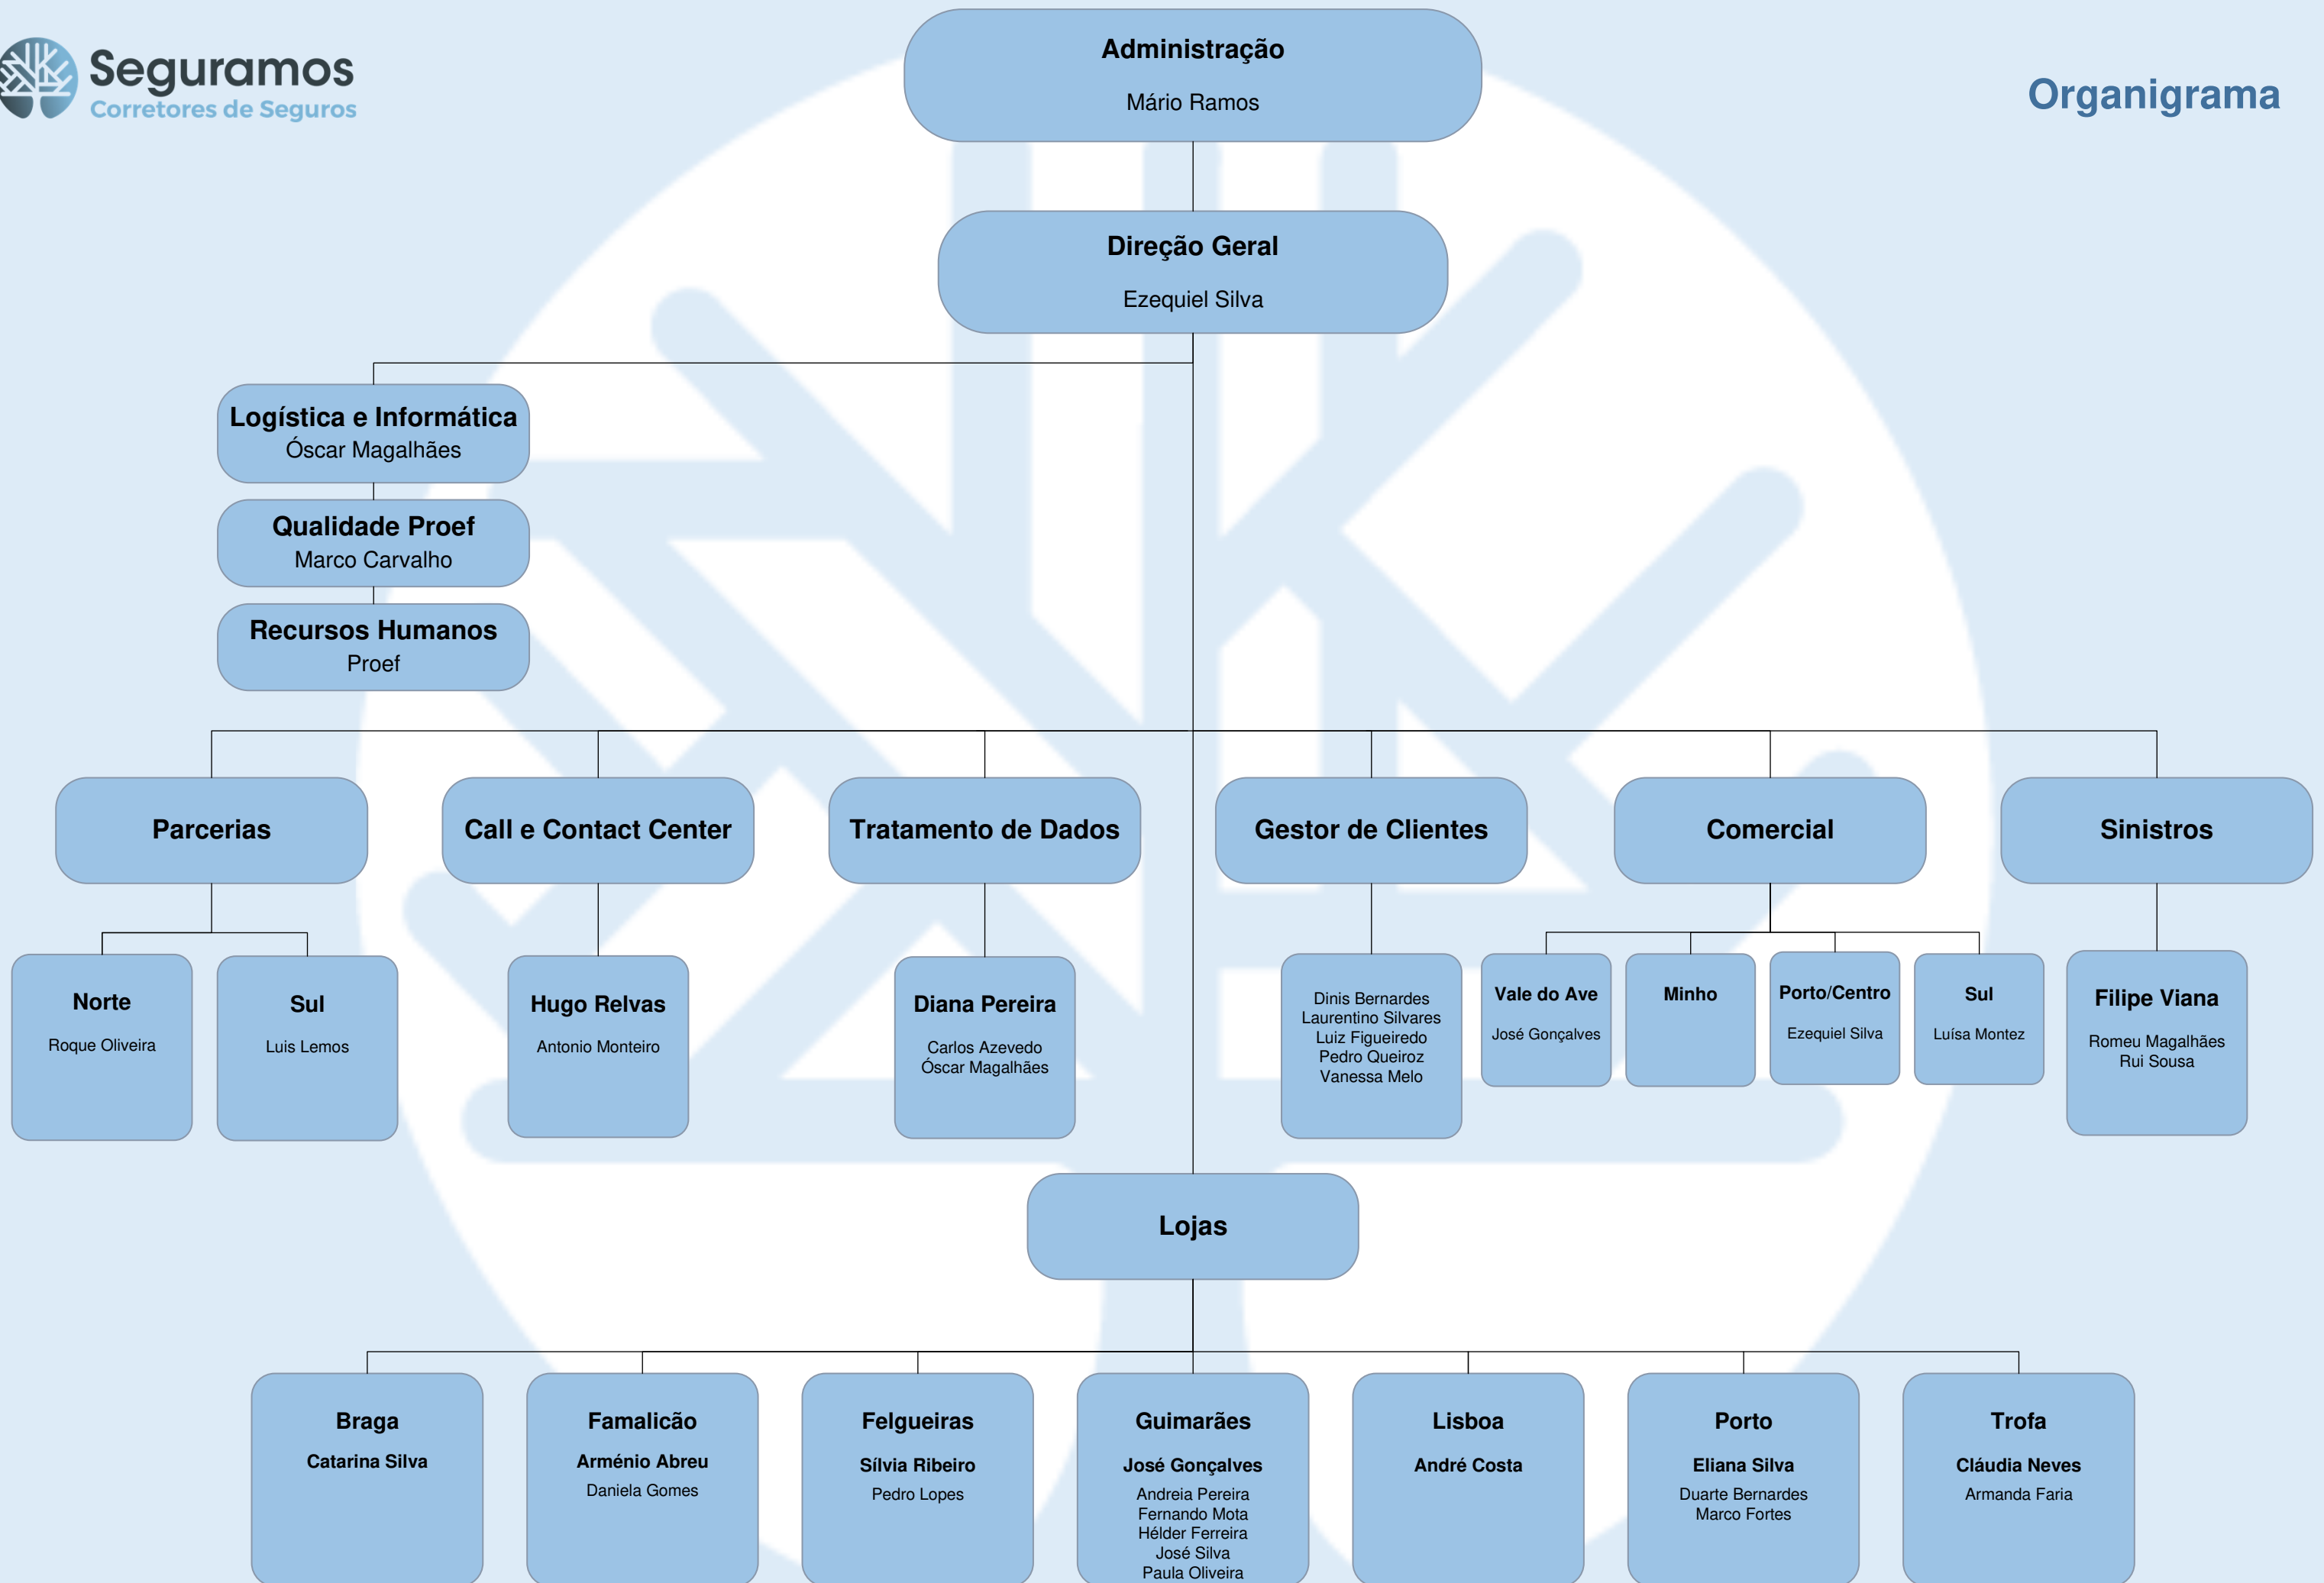 Seguramos
Corretores de Seguros
Organigrama
Administração
Mário Ramos
Direção Geral
Ezequiel Silva
Logística e Informática
Óscar Magalhães
Qualidade Proef
Marco Carvalho
Recursos Humanos
Proef
Parcerias
Call e Contact Center
Tratamento de Dados
Gestor de Clientes
Comercial
Sinistros
Norte
Roque Oliveira
Sul
Luis Lemos
Hugo Relvas
Antonio Monteiro
Diana Pereira
Carlos Azevedo
Óscar Magalhães
Dinis Bernardes
Laurentino Silvares
Luiz Figueiredo
Pedro Queiroz
Vanessa Melo
Vale do Ave
José Gonçalves
Minho
Porto/Centro
Ezequiel Silva
Sul
Luísa Montez
Filipe Viana
Romeu Magalhães
Rui Sousa
Lojas
Braga
Catarina Silva
Famalicão
Arménio Abreu
Daniela Gomes
Felgueiras
Sílvia Ribeiro
Pedro Lopes
Guimarães
José Gonçalves
Andreia Pereira
Fernando Mota
Hélder Ferreira
José Silva
Paula Oliveira
Lisboa
André Costa
Porto
Eliana Silva
Duarte Bernardes
Marco Fortes
Trofa
Cláudia Neves
Armanda Faria